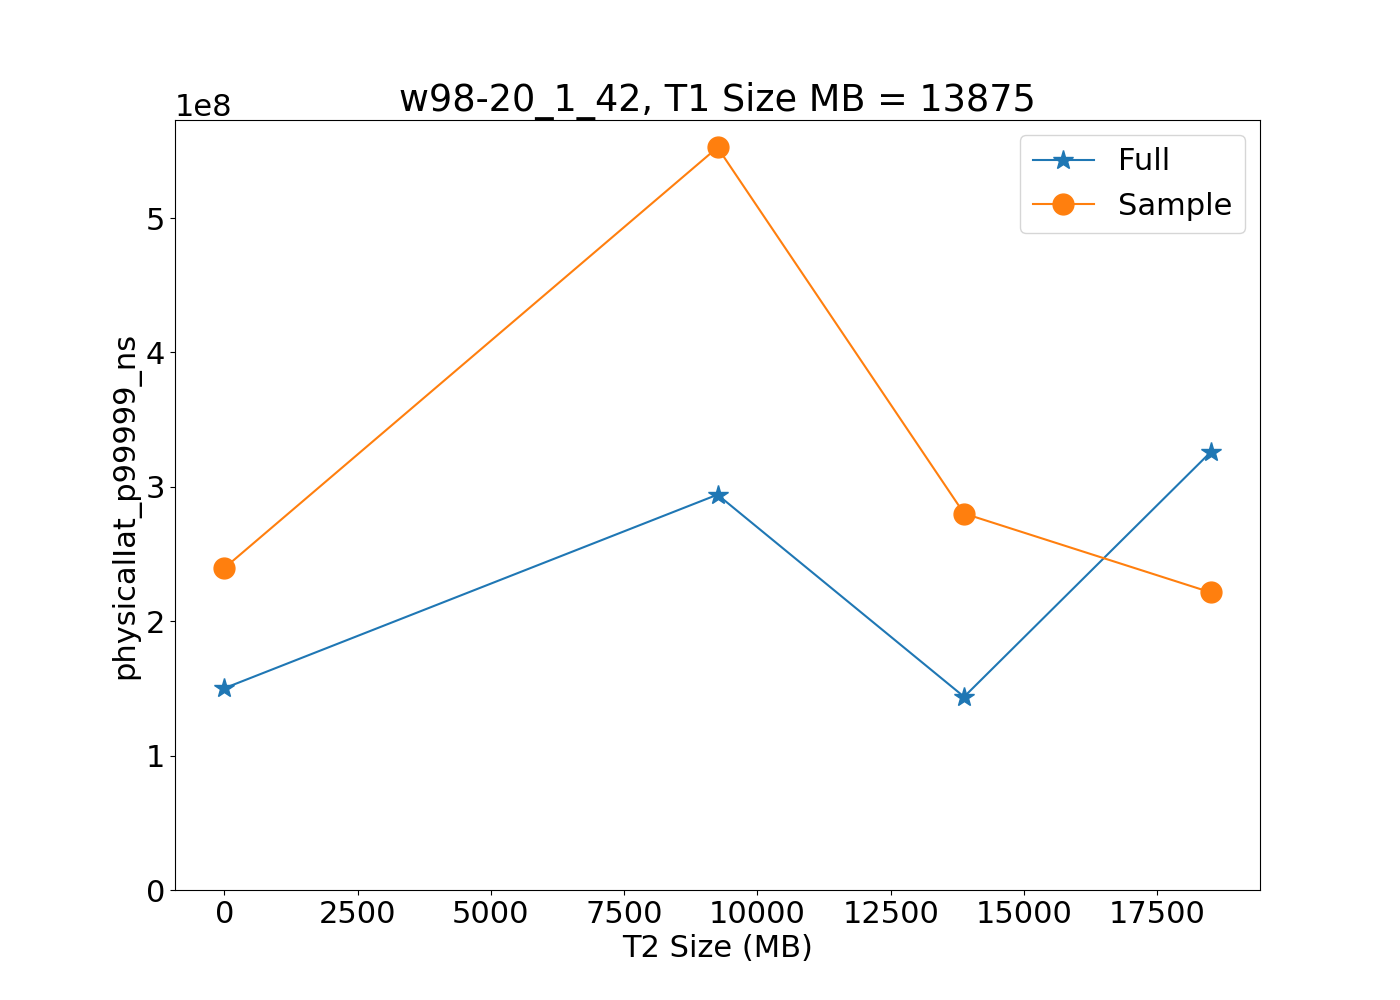 w98-20_1_42, T1 Size MB = 13875
1e8
Full
Sample
5
4
3
2
1
0
physicallat_p99999_ns
0 2500 5000 7500 10000 12500 15000 17500
T2 Size (MB)